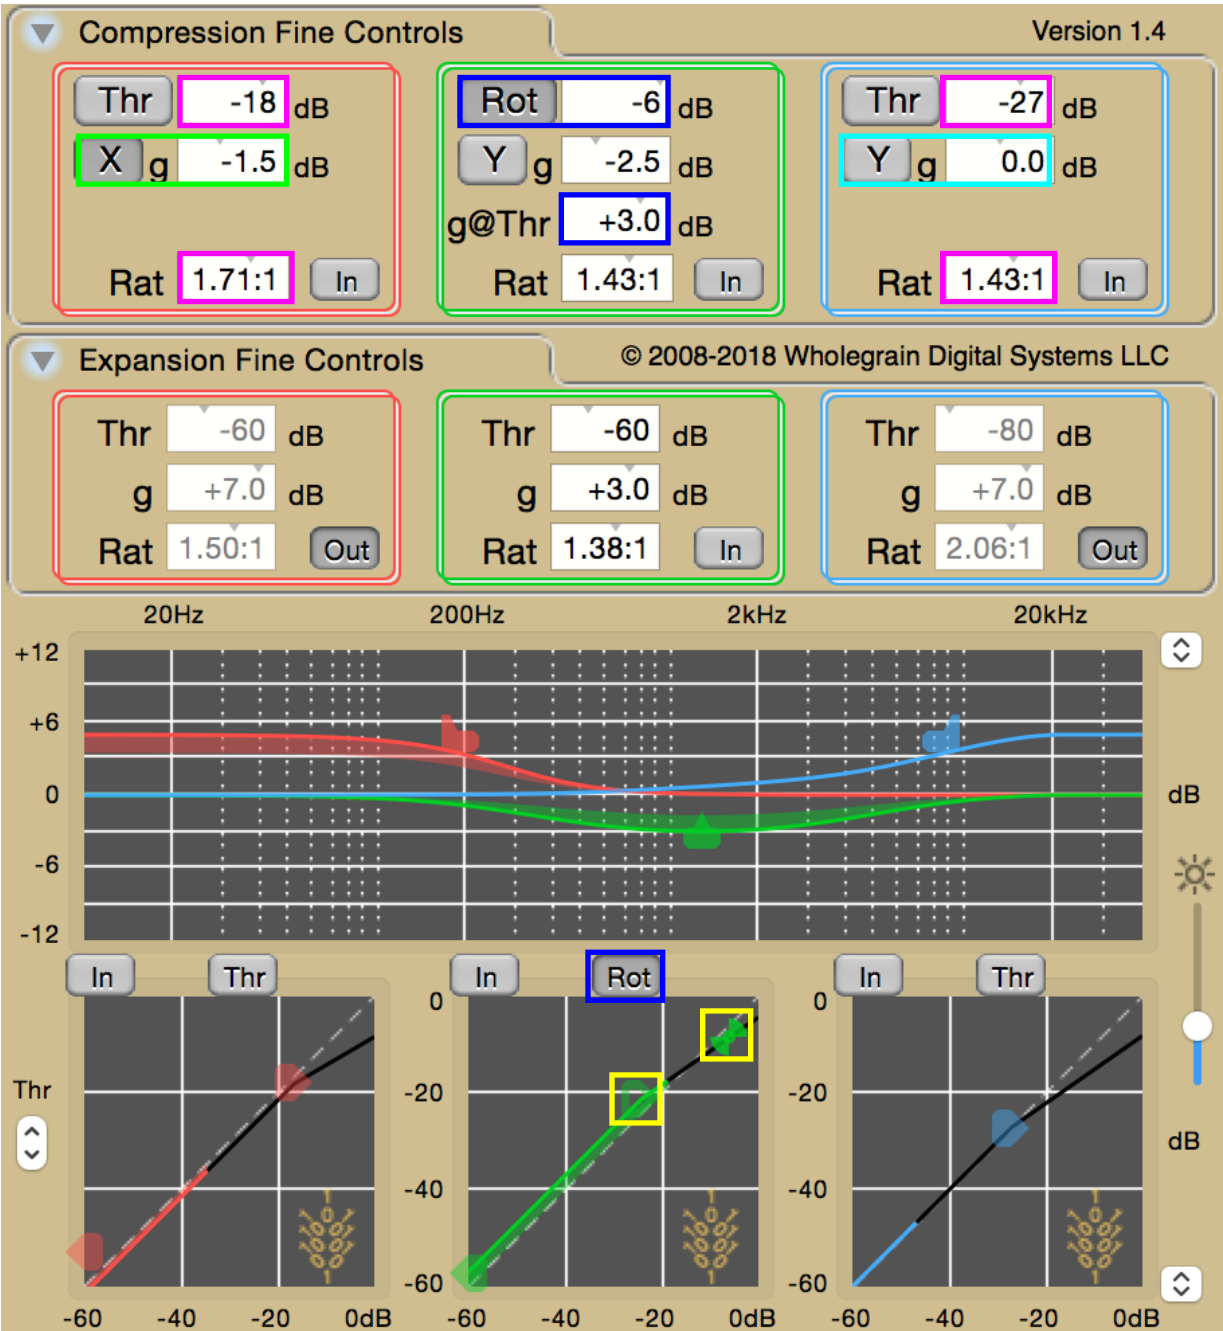 Compression Fine Controls Version 1.4
Thr -18 dB Rot -6 dB Thr -27 dB
X g -1.5 dB Y g -2.5 dB Y g 0.0 dB
g@Thr +3.0 dB
Rat 1.71:1 In Rat 1.43:1 In Rat 1.43:1 In
Expansion Fine Controls © 2008-2018 Wholegrain Digital Systems LLC
Thr -60 dB Thr -60 dB Thr -80 dB
g +7.0 dB g +3.0 dB g +7.0 dB
Rat 1.50:1 Out Rat 1.38:1 In Rat 2.06:1 Out
20Hz 200Hz 2kHz 20kHz
+12
+6
0 dB
-6
-12
In Thr In Rot In Thr
0 0
Thr -20 -20
dB
-40 -40
-60 -60
-60 -40 -20 0dB -60 -40 -20 0dB -60 -40 -20 0dB